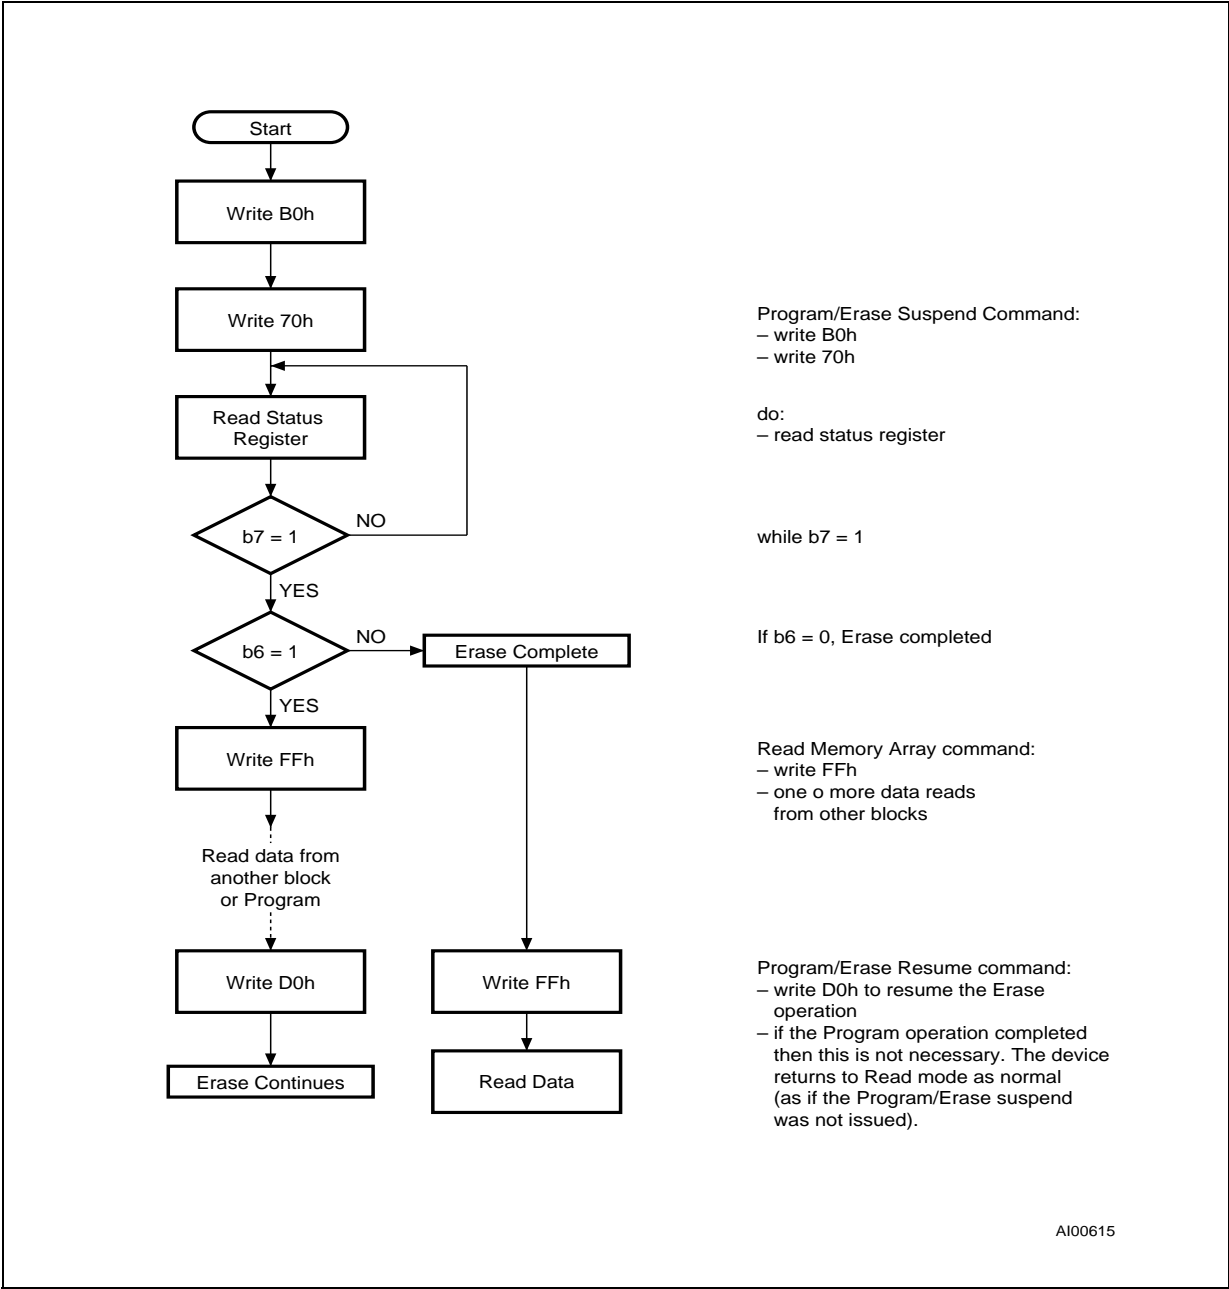 Start
Write B0h
Write 70h
Program/Erase Suspend Command:
– write B0h
– write 70h
Read Status
Register
do:
– read status register
b7 = 1
NO
while b7 = 1
YES
b6 = 1
NO
Erase Complete
If b6 = 0, Erase completed
YES
Write FFh
Read Memory Array command:
– write FFh
– one o more data reads
from other blocks
Read data from
another block
or Program
Write D0h
Write FFh
Program/Erase Resume command:
– write D0h to resume the Erase
operation
– if the Program operation completed
then this is not necessary. The device
returns to Read mode as normal
(as if the Program/Erase suspend
was not issued).
Erase Continues
Read Data
AI00615